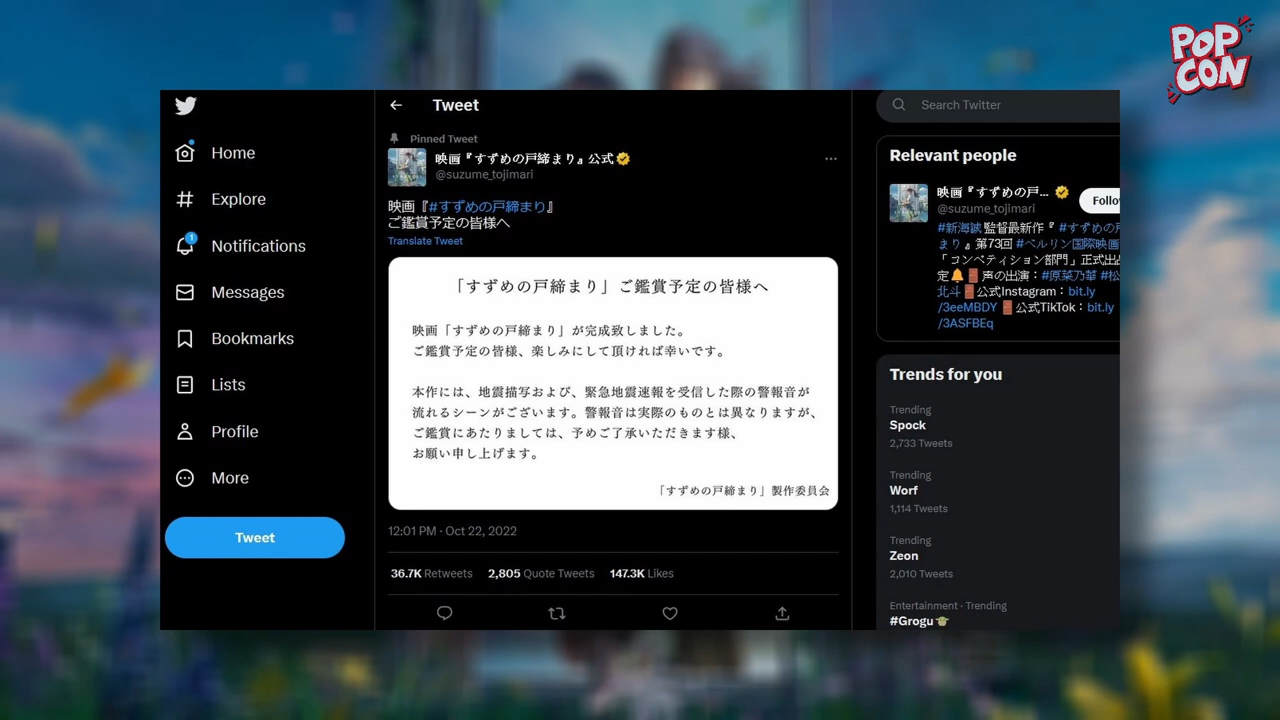 POP CON
Home
Explore
1
Notifications
Messages
Bookmarks
Lists
Profile
More
Tweet
Tweet
Pinned Tweet
映画『すずめの戸締まり』公式
@suzume_tojimari
映画『#すずめの戸締まり』
ご鑑賞予定の皆様へ
Translate Tweet
「すずめの戸締まり」ご鑑賞予定の皆様へ
映画「すずめの戸締まり」が完成致しました。
ご鑑賞予定の皆様、楽しみにして頂ければ幸いです。
本作には、地震描写および、緊急地震速報を受信した際の警報音が
流れるシーンがございます。警報音は実際のものとは異なりますが、
ご鑑賞にあたりましては、予めご了承いただきます様、
お願い申し上げます。
「すずめの戸締まり」製作委員会
12:01 PM · Oct 22, 2022
36.7K Retweets 2,805 Quote Tweets 147.3K Likes
Search Twitter
Relevant people
映画『すずめの戸...
Follo
@suzume_tojimari
#新海誠 監督最新作『 #すずめの戸
まり 』第73回 #ベルリン国際映画
「コンペティション部門」正式出品
定🔔🚪声の出演：#原菜乃華 #松
北斗🚪公式Instagram：bit.ly
/3eeMBDY 🚪公式TikTok：bit.ly
/3ASFBEq
Trends for you
Trending
Spock
2,733 Tweets
Trending
Worf
1,114 Tweets
Trending
Zeon
2,010 Tweets
Entertainment · Trending
#Grogu